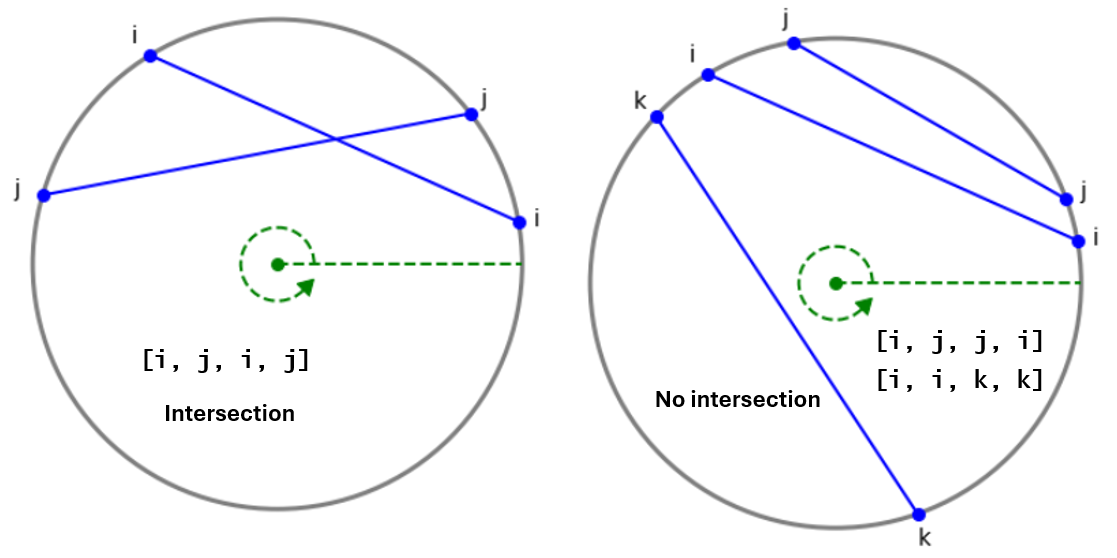 i
j
j
i
[i, j, i, j]
Intersection
j
i
k
j
i
[i, j, j, i]
[i, i, k, k]
No intersection
k